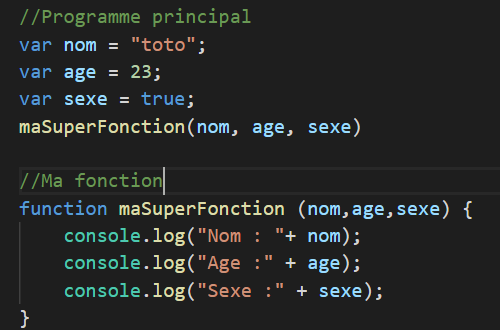 //Programme principal
var nom = "toto";
var age = 23;
var sexe = true;
maSuperFonction(nom, age, sexe)
//Ma fonction
function maSuperFonction (nom,age,sexe) {
console.log("Nom : "+ nom);
console.log("Age :" + age);
console.log("Sexe :" + sexe);
}